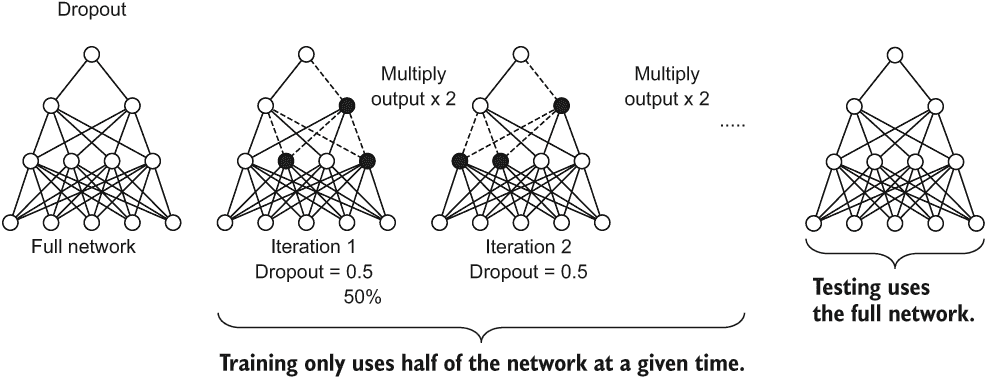 Dropout
Full network
Multiply
output x 2
Iteration 1
Dropout = 0.5
50%
Multiply
output x 2
Iteration 2
Dropout = 0.5
.....
Training only uses half of the network at a given time.
Testing uses
the full network.